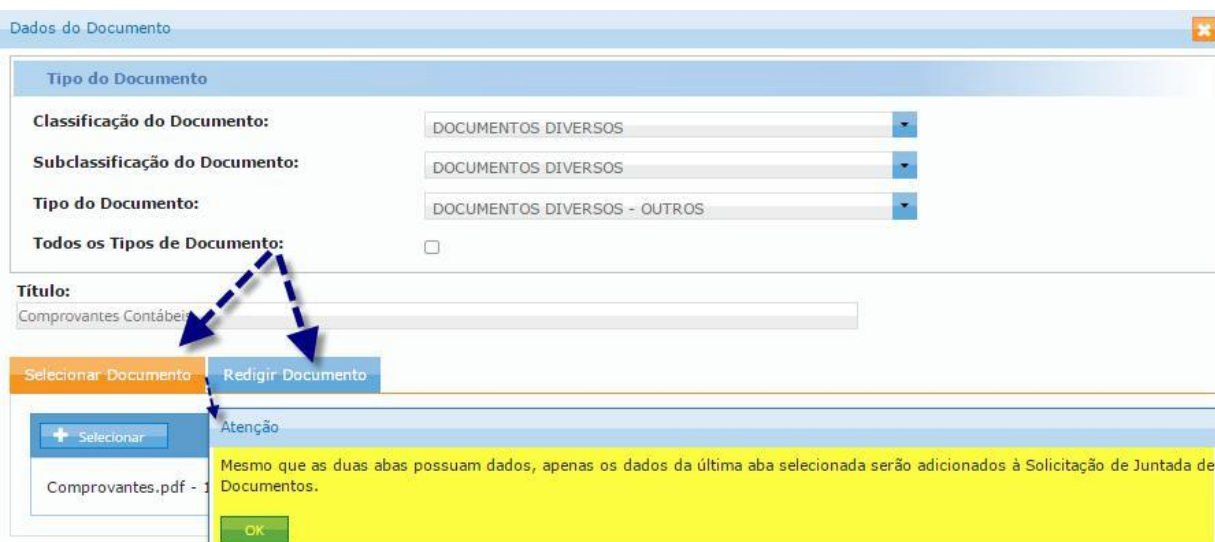 Dados do Documento
Tipo do Documento
Classificação do Documento:
DOCUMENTOS DIVERSOS
Subclassificação do Documento:
DOCUMENTOS DIVERSOS
Tipo do Documento:
DOCUMENTOS DIVERSOS - OUTROS
Todos os Tipos de Documento:
Título:
Comprovantes Contábeis
Selecionar Documento
Redigir Documento
Selecionar
Atenção
Mesmo que as duas abas possuam dados, apenas os dados da última aba selecionada serão adicionados à Solicitação de Juntada de
Documentos.
Comprovantes.pdf - 1
OK